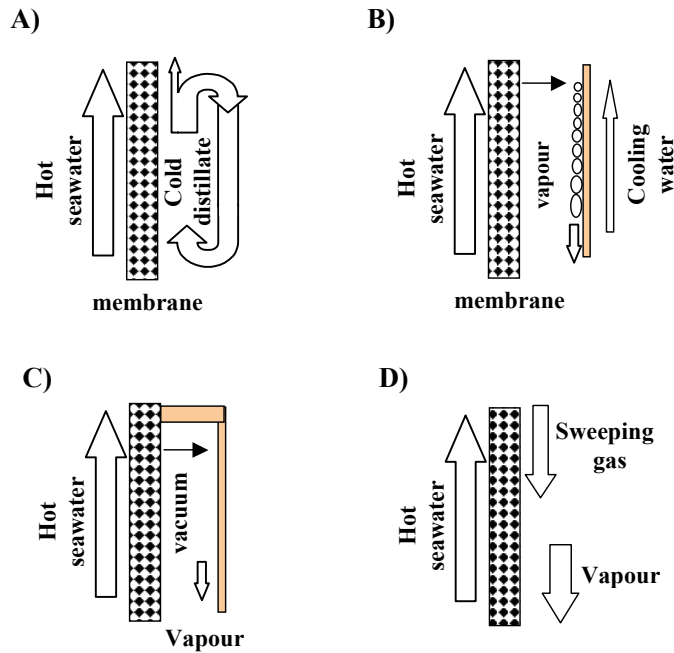 A)
Hot
seawater
Cold
distillate
membrane
B)
Hot
seawater
vapour
Cooling
water
membrane
C)
Hot
seawater
vacuum
Vapour
D)
Hot
seawater
Sweeping
gas
Vapour